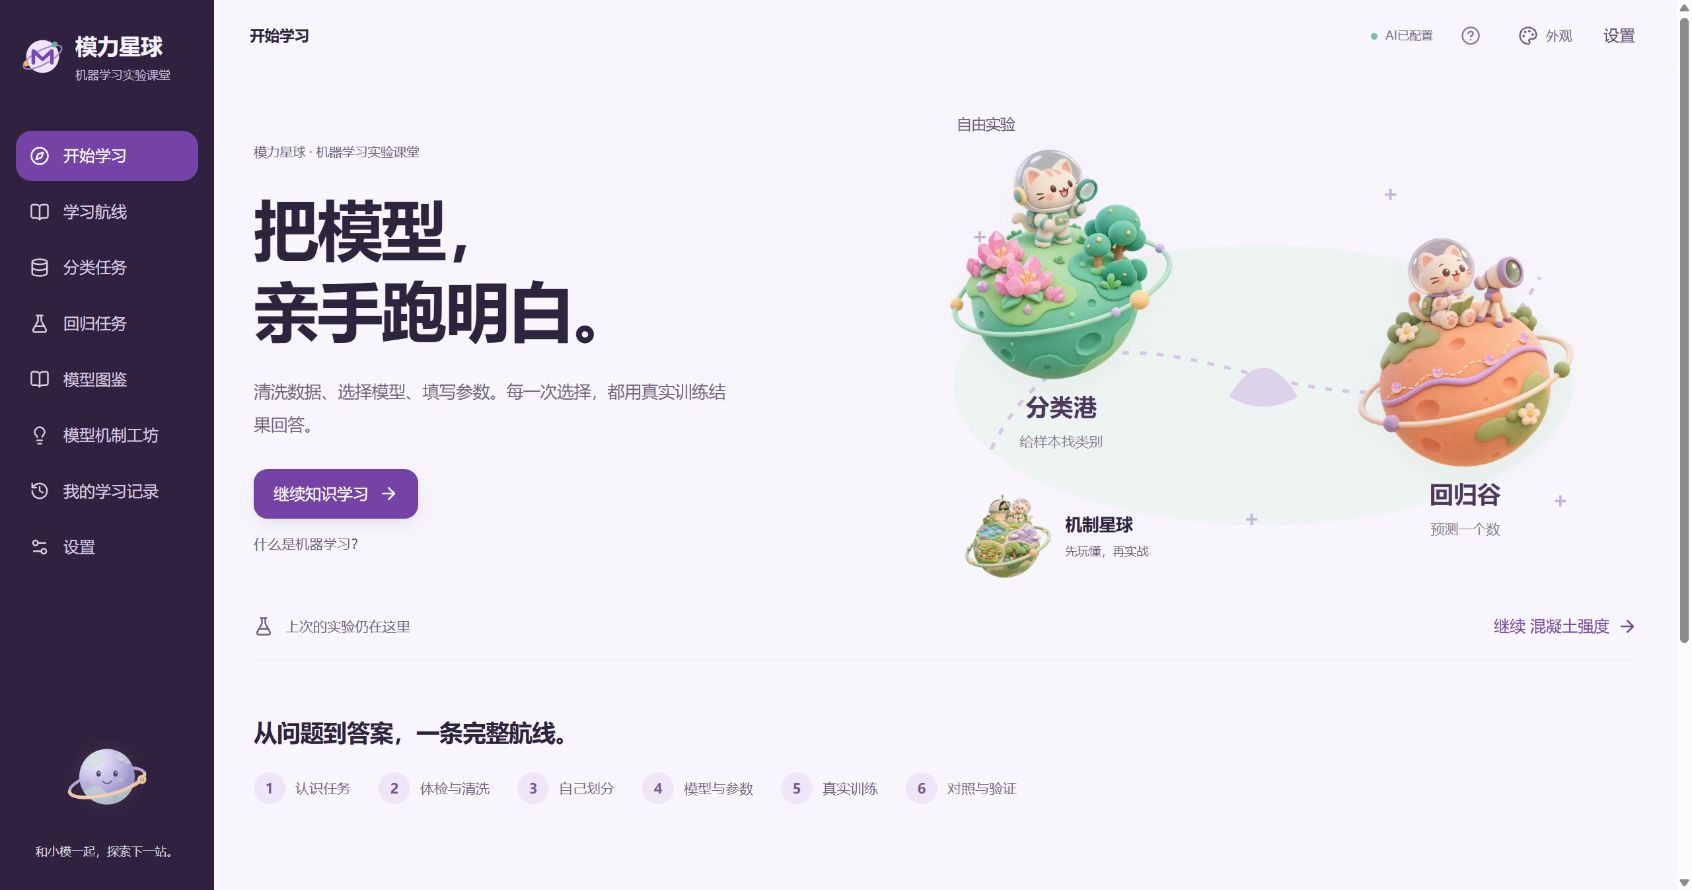 模力星球
机器学习实验课堂
开始学习
学习航线
分类任务
回归任务
模型图鉴
模型机制工坊
我的学习记录
设置
和小模一起，探索下一站。
开始学习
AI已配置
外观
设置
模力星球 · 机器学习实验课堂
把模型，
亲手跑明白。
清洗数据、选择模型、填写参数。每一次选择，都用真实训练结
果回答。
继续知识学习
什么是机器学习？
自由实验
分类港
给样本找类别
回归谷
预测一个数
机制星球
先玩懂，再实战
上次的实验仍在这里
继续 混凝土强度
从问题到答案，一条完整航线。
1 认识任务 2 体检与清洗 3 自己划分 4 模型与参数 5 真实训练 6 对照与验证